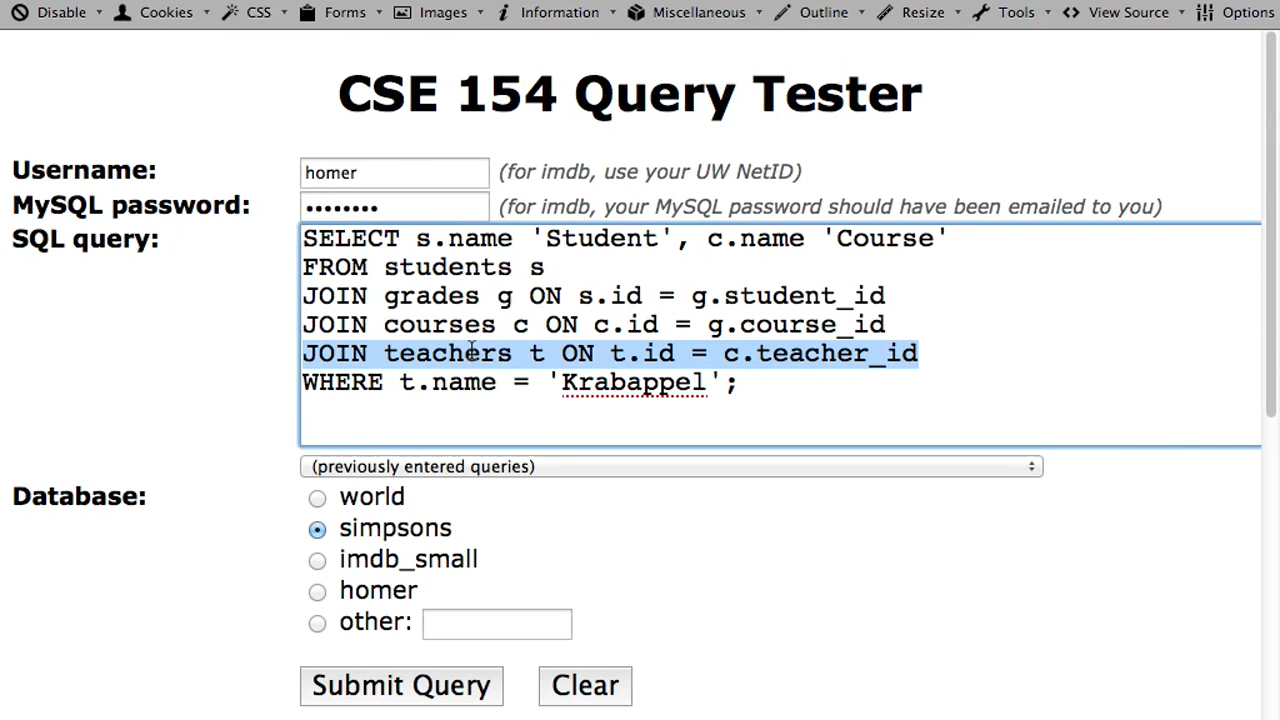 Disable Cookies CSS Forms Images Information Miscellaneous Outline Resize Tools View Source Options
CSE 154 Query Tester
Username: homer (for imdb, use your UW NetID)
MySQL password: •••••••• (for imdb, your MySQL password should have been emailed to you)
SQL query:
SELECT s.name 'Student', c.name 'Course'
FROM students s
JOIN grades g ON s.id = g.student_id
JOIN courses c ON c.id = g.course_id
JOIN teachers t ON t.id = c.teacher_id
WHERE t.name = 'Krabappel';
(previously entered queries)
Database:
world
simpsons
imdb_small
homer
other:
Submit Query Clear